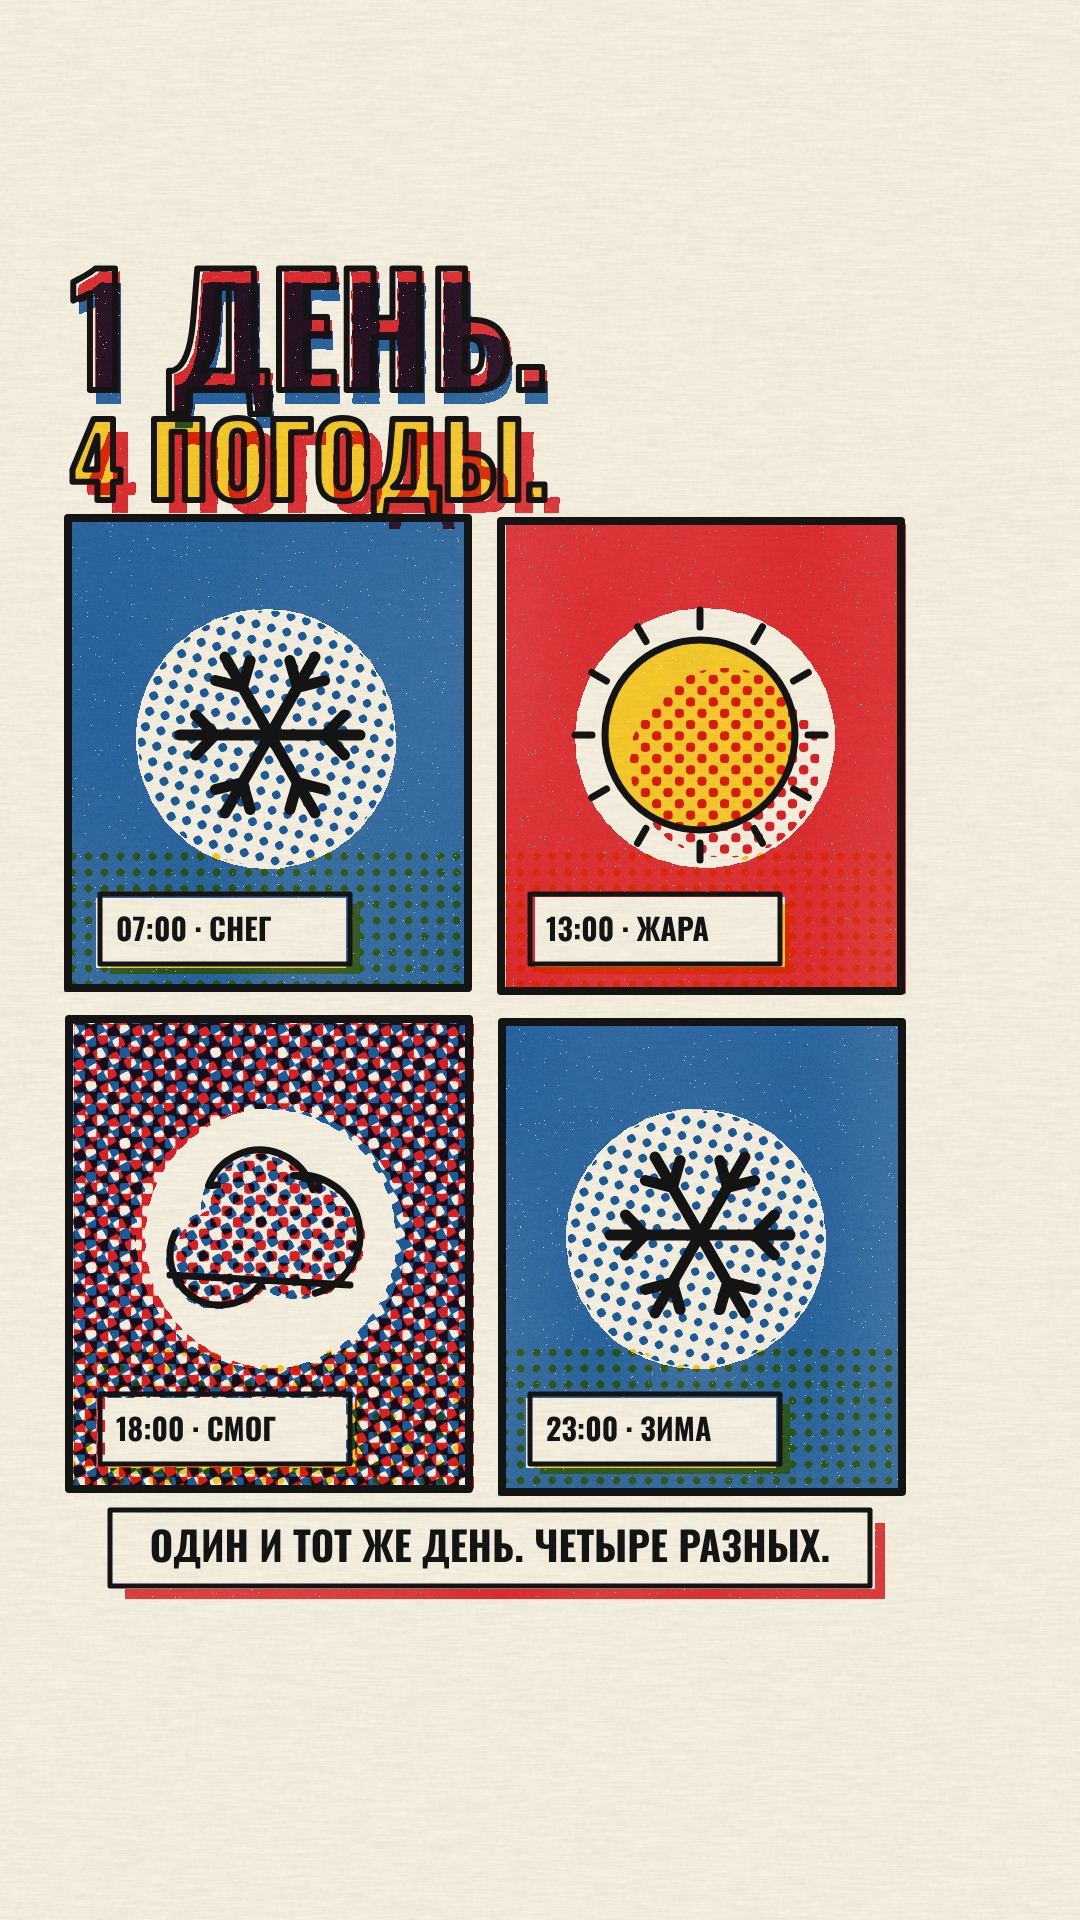 1 ДЕНЬ.
4 ПОГОДЫ.
07:00 · СНЕГ
13:00 · ЖАРА
18:00 · СМОГ
23:00 · ЗИМА
ОДИН И ТОТ ЖЕ ДЕНЬ. ЧЕТЫРЕ РАЗНЫХ.